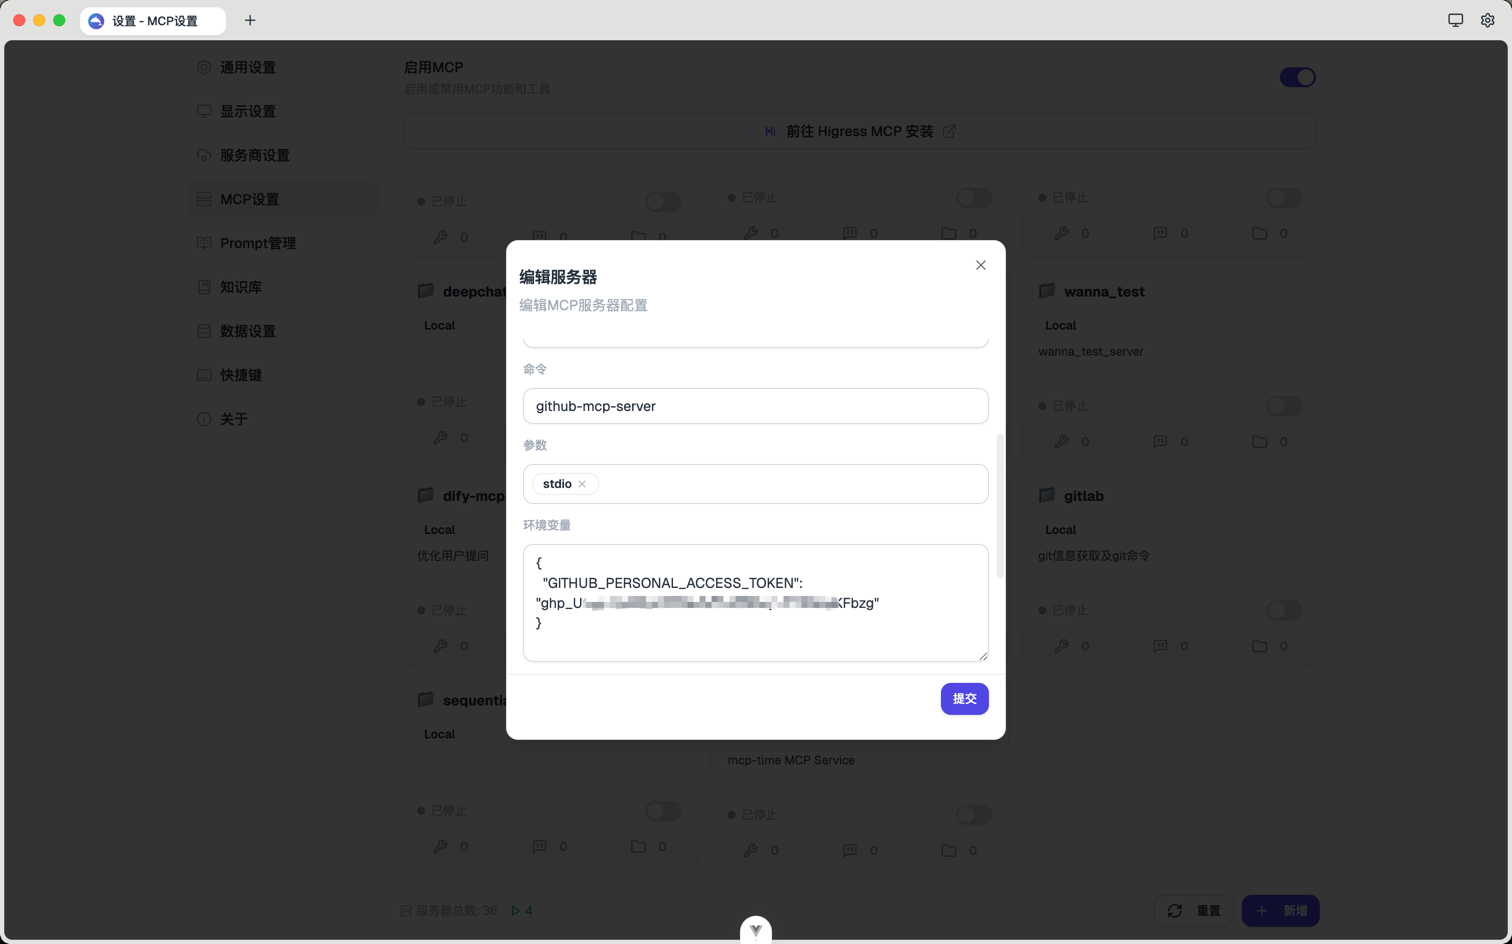 设置 - MCP设置
通用设置
显示设置
服务商设置
MCP设置
Prompt管理
知识库
数据设置
快捷键
关于
启用MCP
启用或禁用MCP功能和工具
Hi 前往 Higress MCP 安装
已停止
已停止
已停止
0 0 0
0 0 0
0 0 0
deepchat
Local
已停止
0
wanna_test
Local
wanna_test_server
已停止
0 0 0
dify-mcp
Local
优化用户提问
已停止
0
gitlab
Local
git信息获取及git命令
已停止
0 0 0
sequentia
Local
已停止
0 0 0
mcp-time MCP Service
已停止
0 0 0
编辑服务器
编辑MCP服务器配置
命令
github-mcp-server
参数
stdio
环境变量
{
"GITHUB_PERSONAL_ACCESS_TOKEN":
"ghp_U KFbzg"
}
提交
服务器总数: 36 4
重置
新增